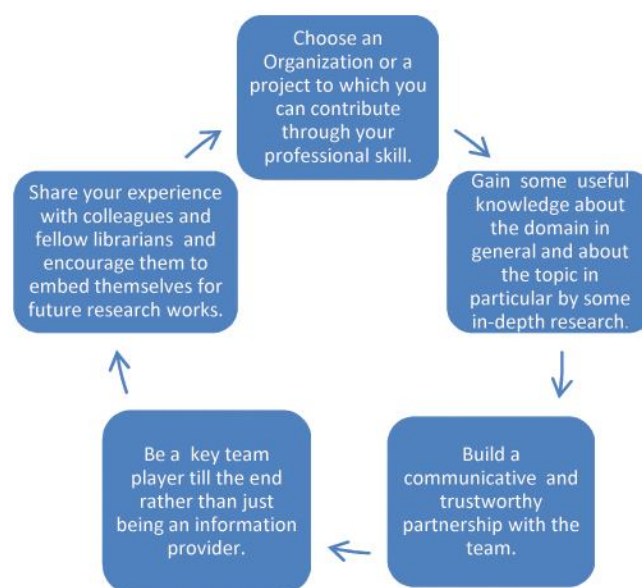 Choose an
Organization or a
project to which you
can contribute
through your
professional skill.
Gain some useful
knowledge about
the domain in
general and about
the topic in
particular by some
in-depth research.
Build a
communicative and
trustworthy
partnership with the
team.
Be a key team
player till the end
rather than just
being an information
provider.
Share your experience
with colleagues and
fellow librarians and
encourage them to
embed themselves for
future research works.